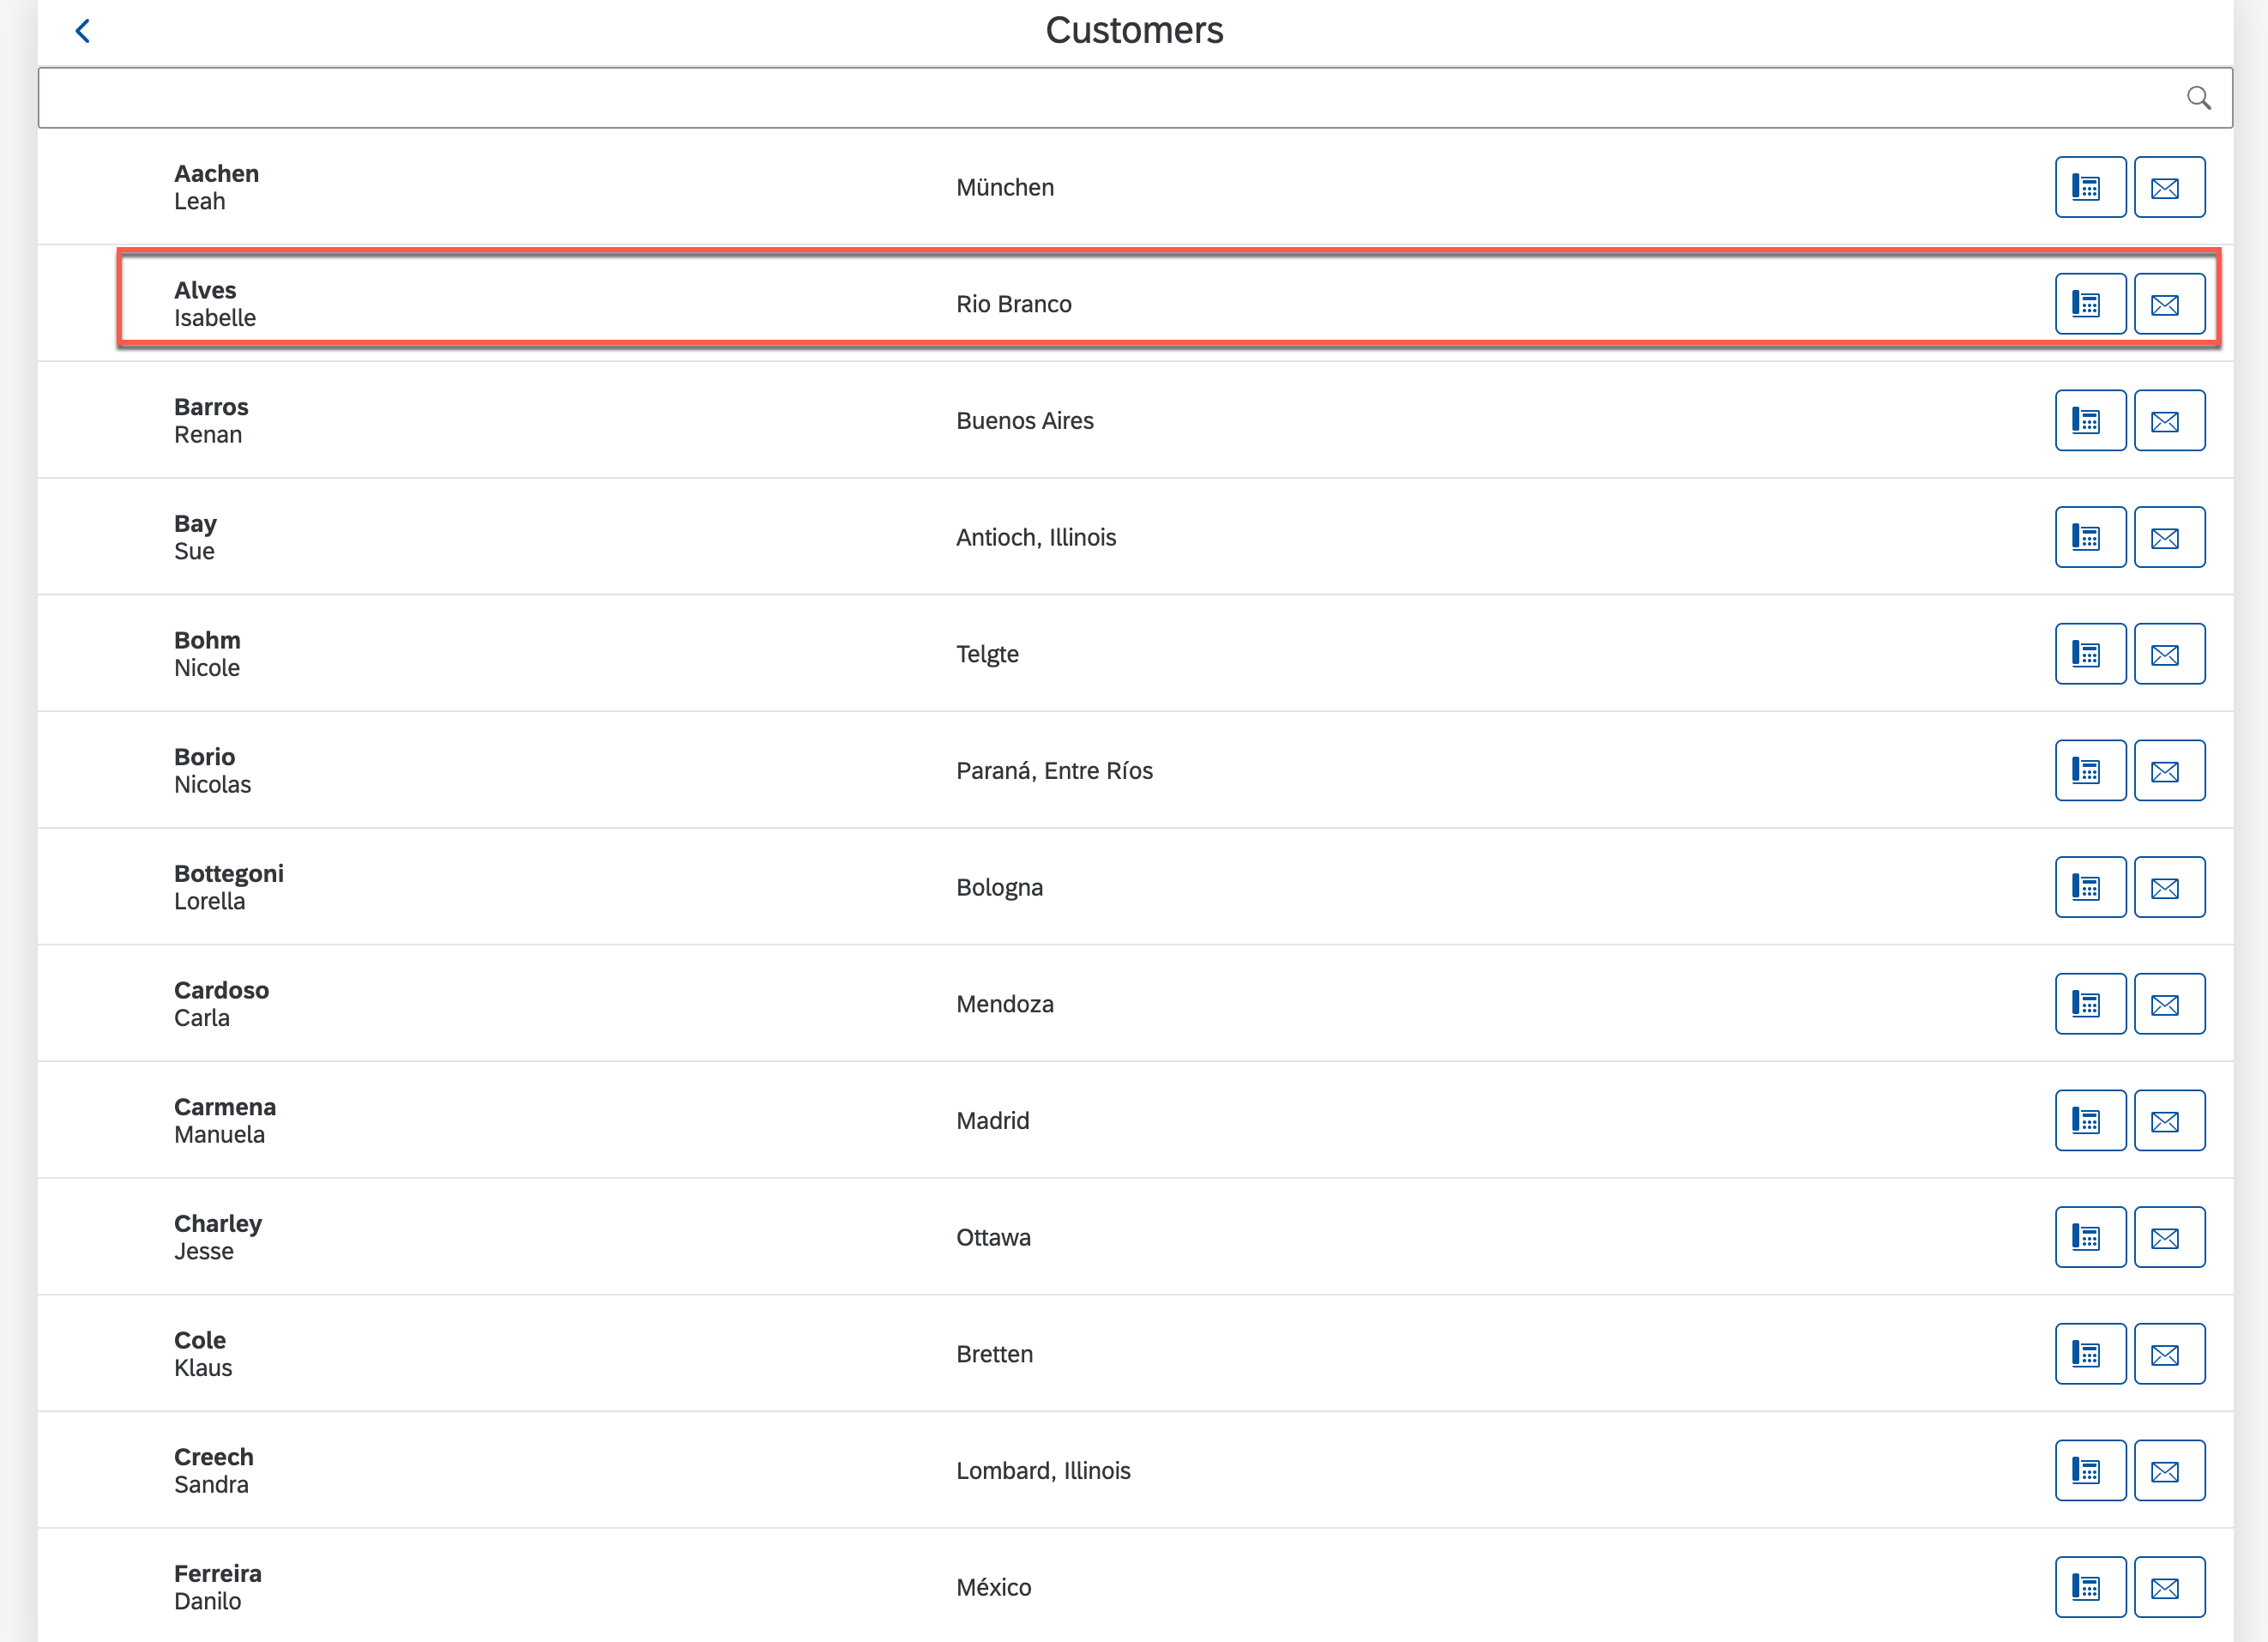 Customers
Aachen
Leah
München
Alves
Isabelle
Rio Branco
Barros
Renan
Buenos Aires
Bay
Sue
Antioch, Illinois
Bohm
Nicole
Telgte
Borio
Nicolas
Paraná, Entre Ríos
Bottegoni
Lorella
Bologna
Cardoso
Carla
Mendoza
Carmena
Manuela
Madrid
Charley
Jesse
Ottawa
Cole
Klaus
Bretten
Creech
Sandra
Lombard, Illinois
Ferreira
Danilo
México